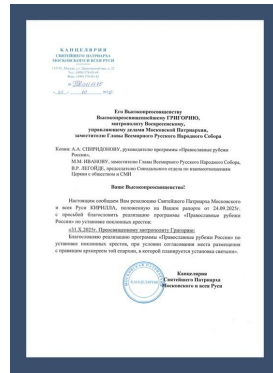 КАНЦЕЛЯРИЯ
СВЯТЕЙШЕГО ПАТРИАРХА
МОСКОВСКОГО И ВСЕЯ РУСИ
Его Высокопреосвященству
Высокопреосвященнейшему ГРИГОРИЮ,
митрополиту Воскресенскому,
управляющему делами Московской Патриархии,
заместителю Главы Всемирного Русского Народного Собора
Копии: А.А. СПИРИДОНОВУ, руководителю программы «Православные рубежи
России»,
М.М. ИВАНОВУ, заместителю Главы Всемирного Русского Народного Собора,
В.Р. ЛЕГОЙДЕ, председателю Синодального отдела по взаимоотношениям
Церкви с обществом и СМИ
Ваше Высокопреосвященство!
Настоящим сообщаем Вам резолюцию Святейшего Патриарха Московского
и всея Руси КИРИЛЛА, положенную на Вашем рапорте от 24.09.2025г.
с просьбой благословить реализацию программы «Православные рубежи
России» по установке поклонных крестов:
«31.X.2025г. Преосвященному митрополиту Григорию:
Благословляю реализацию программы «Православные рубежи России» по
установке поклонных крестов, при условии согласования места размещения
с правящим архиереем той епархии, в которой планируется установка святыни».
Канцелярия
Святейшего Патриарха
Московского и всея Руси